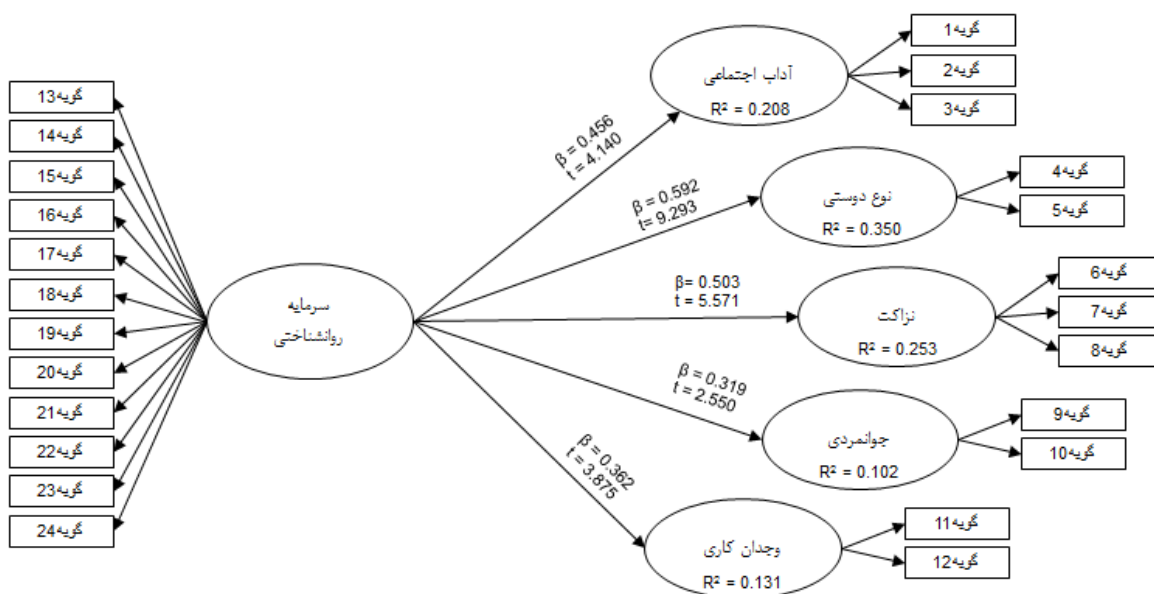 گویه1
گویه2
گویه3
آداب اجتماعی
R² = 0.208
β = 0.456
t = 4.140
گویه4
گویه5
نوع دوستی
R² = 0.350
β = 0.592
t= 9.293
گویه6
گویه7
گویه8
نزاکت
R² = 0.253
β= 0.503
t = 5.571
گویه9
گویه10
جوانمردی
R² = 0.102
β = 0.319
t = 2.550
گویه11
گویه12
وجدان کاری
R² = 0.131
β = 0.362
t = 3.875
سرمایه
روانشناختی
گویه13
گویه14
گویه15
گویه16
گویه17
گویه18
گویه19
گویه20
گویه21
گویه22
گویه23
گویه24